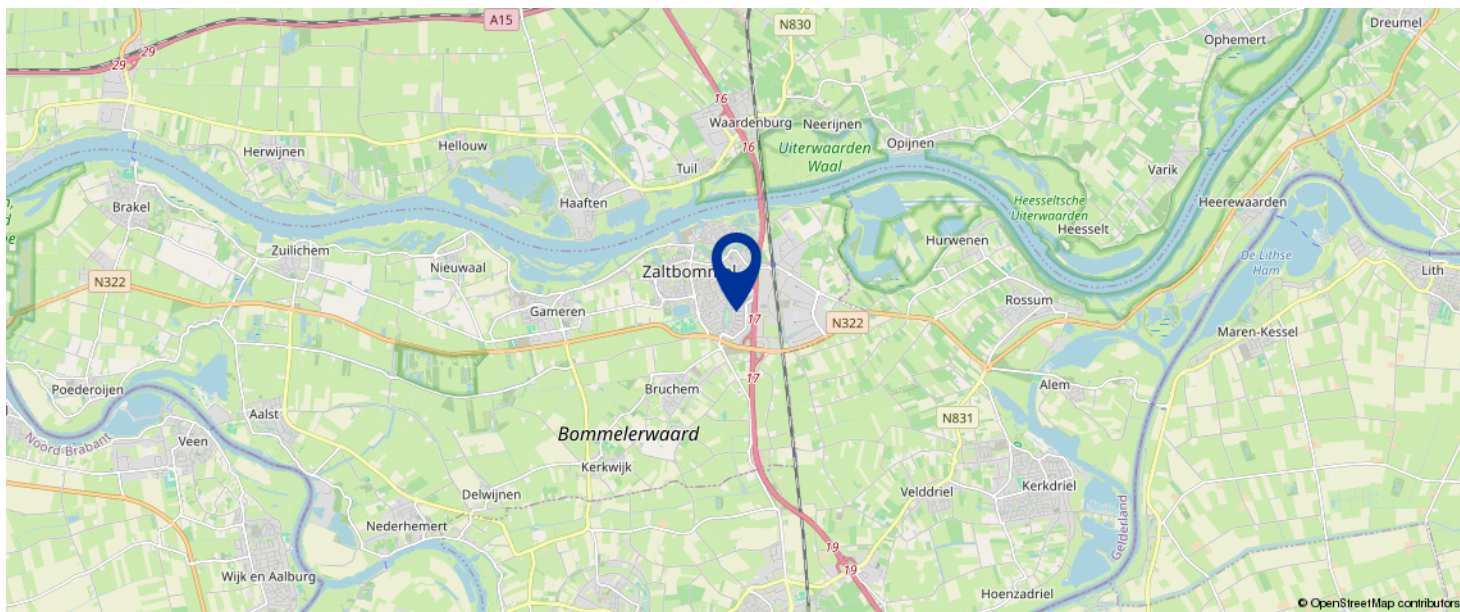 A15
N830
Dreumel
Ophemert
29
29
16
Waardenburg
Neerijnen
Opijnen
Herwijnen
Hellouw
16
Uiterwaarden
Waal
Tuil
Varik
Brakel
Haaften
Heesseltsche
Uiterwaarden
Heerewaarden
Heesselt
Zuilichem
Nieuwaal
Hurwenen
De Lithse
Ham
Zaltbommel
Lith
N322
Gameren
Rossum
17
N322
Maren-Kessel
Poederoijen
Bruchem
17
Alem
Aalst
N831
Noord-Brabant
Veen
Bommelerwaard
Kerkwijk
Delwijnen
Velddriel
Kerkdriel
Nederhemert
Gelderland
19
19
Wijk en Aalburg
Hoenzadriel
© OpenStreetMap contributors